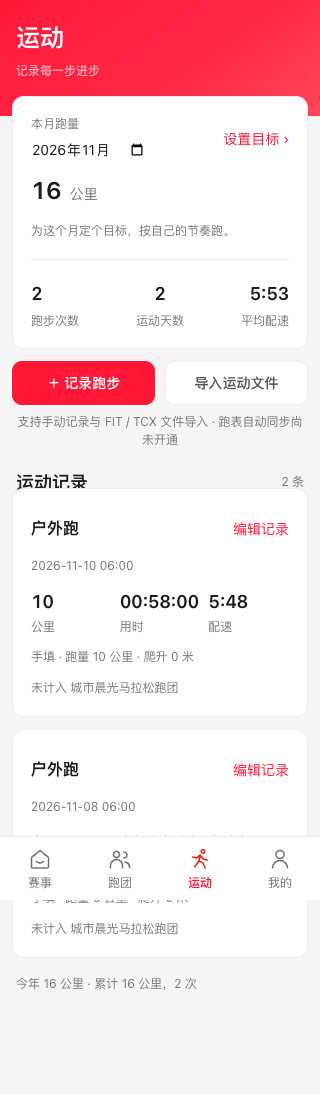 运动
记录每一步进步
本月跑量
2026年11月
设置目标 ›
16 公里
为这个月定个目标，按自己的节奏跑。
2 2 5:53
跑步次数 运动天数 平均配速
+ 记录跑步 导入运动文件
支持手动记录与 FIT / TCX 文件导入 · 跑表自动同步尚
未开通
运动记录 2 条
户外跑 编辑记录
2026-11-10 06:00
10 00:58:00 5:48
公里 用时 配速
手填 · 跑量 10 公里 · 爬升 0 米
未计入 城市晨光马拉松跑团
户外跑 编辑记录
2026-11-08 06:00
赛事 跑团 运动 我的
未计入 城市晨光马拉松跑团
今年 16 公里 · 累计 16 公里，2 次